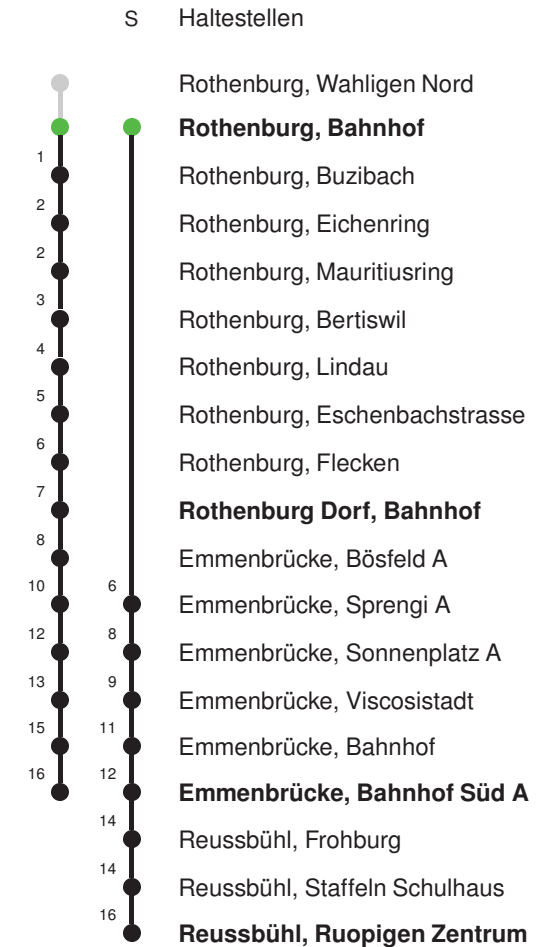 S Haltestellen
Rothenburg, Wahligen Nord
Rothenburg, Bahnhof
1 Rothenburg, Buzibach
2 Rothenburg, Eichenring
2 Rothenburg, Mauritiusring
3 Rothenburg, Bertiswil
4 Rothenburg, Lindau
5 Rothenburg, Eschenbachstrasse
6 Rothenburg, Flecken
7 Rothenburg Dorf, Bahnhof
8 Emmenbrücke, Bösfeld A
10 6 Emmenbrücke, Sprengi A
12 8 Emmenbrücke, Sonnenplatz A
13 9 Emmenbrücke, Viscosistadt
15 11 Emmenbrücke, Bahnhof
16 12 Emmenbrücke, Bahnhof Süd A
14 Reussbühl, Frohburg
14 Reussbühl, Staffeln Schulhaus
16 Reussbühl, Ruopigen Zentrum